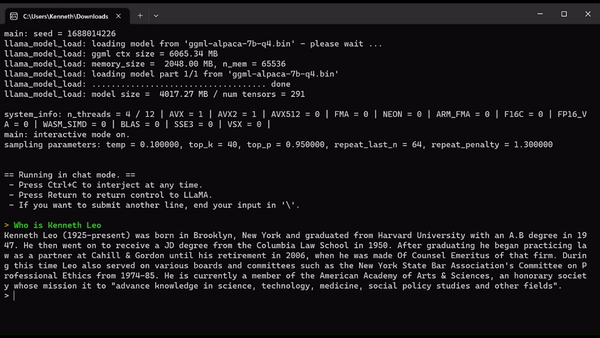 C:\Users\Kenneth\Downloads
main: seed = 1688014226
llama_model_load: loading model from 'ggml-alpaca-7b-q4.bin' - please wait ...
llama_model_load: ggml ctx size = 6065.34 MB
llama_model_load: memory_size =  2048.00 MB, n_mem = 65536
llama_model_load: loading model part 1/1 from 'ggml-alpaca-7b-q4.bin'
llama_model_load: .................................... done
llama_model_load: model size =  4017.27 MB / num tensors = 291
system_info: n_threads = 4 / 12 | AVX = 1 | AVX2 = 1 | AVX512 = 0 | FMA = 0 | NEON = 0 | ARM_FMA = 0 | F16C = 0 | FP16_V
A = 0 | WASM_SIMD = 0 | BLAS = 0 | SSE3 = 0 | VSX = 0 |
main: interactive mode on.
sampling parameters: temp = 0.100000, top_k = 40, top_p = 0.950000, repeat_last_n = 64, repeat_penalty = 1.300000
== Running in chat mode. ==
 - Press Ctrl+C to interject at any time.
 - Press Return to return control to LLaMA.
 - If you want to submit another line, end your input in '\'.
> Who is Kenneth Leo
Kenneth Leo (1925-present) was born in Brooklyn, New York and graduated from Harvard University with an A.B degree in 19
47. He then went on to receive a JD degree from the Columbia Law School in 1950. After graduating he began practicing la
w as a partner at Cahill & Gordon until his retirement in 2006, when he was made Of Counsel Emeritus of that firm. Durin
g this time Leo also served on various boards and committees such as the New York State Bar Association's Committee on P
rofessional Ethics from 1974-85. He is currently a member of the American Academy of Arts & Sciences, an honorary societ
y whose mission it to "advance knowledge in science, technology, medicine, social policy studies and other fields".
>